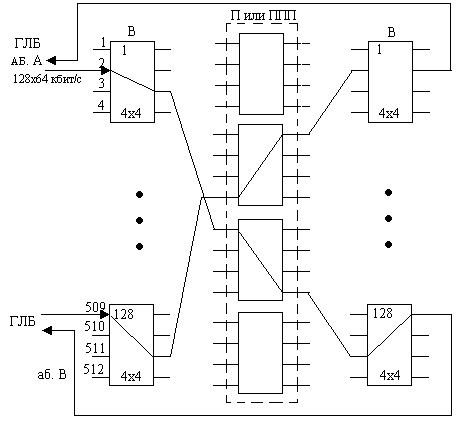 П или ППП
В
В
ГЛБ
аб. А
128х64 кбит/с
1
2
3
4
1
4х4
1
4х4
509
510
511
512
128
4х4
128
4х4
ГЛБ
аб. В